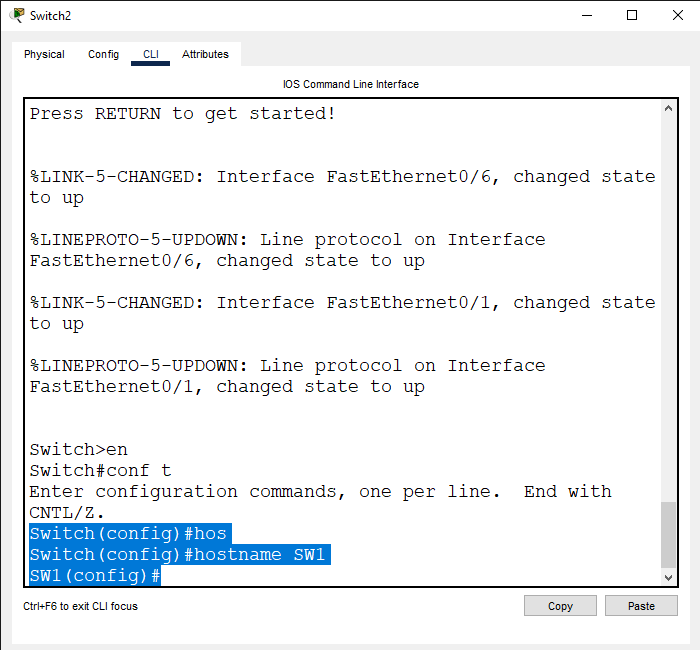 Switch2
Physical Config CLI Attributes
IOS Command Line Interface
Press RETURN to get started!
%LINK-5-CHANGED: Interface FastEthernet0/6, changed state
to up
%LINEPROTO-5-UPDOWN: Line protocol on Interface
FastEthernet0/6, changed state to up
%LINK-5-CHANGED: Interface FastEthernet0/1, changed state
to up
%LINEPROTO-5-UPDOWN: Line protocol on Interface
FastEthernet0/1, changed state to up
Switch>en
Switch#conf t
Enter configuration commands, one per line.  End with
CNTL/Z.
Switch(config)#hos
Switch(config)#hostname SW1
SW1(config)#
Ctrl+F6 to exit CLI focus
Copy Paste